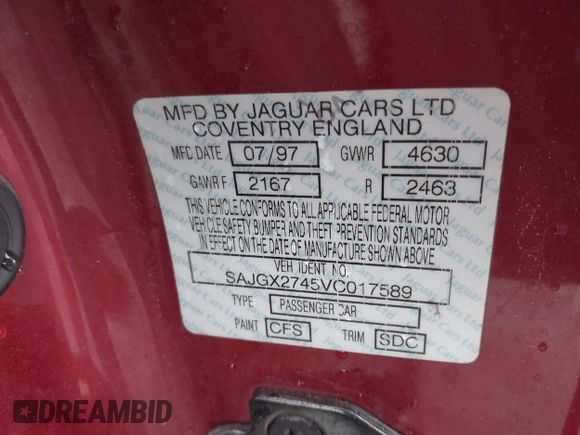 MFD BY JAGUAR CARS LTD
COVENTRY ENGLAND
MFD DATE 07/97 GVWR 4630
GAWR F 2167 R 2463
THIS VEHICLE CONFORMS TO ALL APPLICABLE FEDERAL MOTOR
VEHICLE SAFETY BUMPER AND THEFT PREVENTION STANDARDS
IN EFFECT ON THE DATE OF MANUFACTURE SHOWN ABOVE.
VEH IDENT NO.
SAJGX2745VC017589
TYPE PASSENGER CAR
PAINT CFS TRIM SDC
DREAMBID